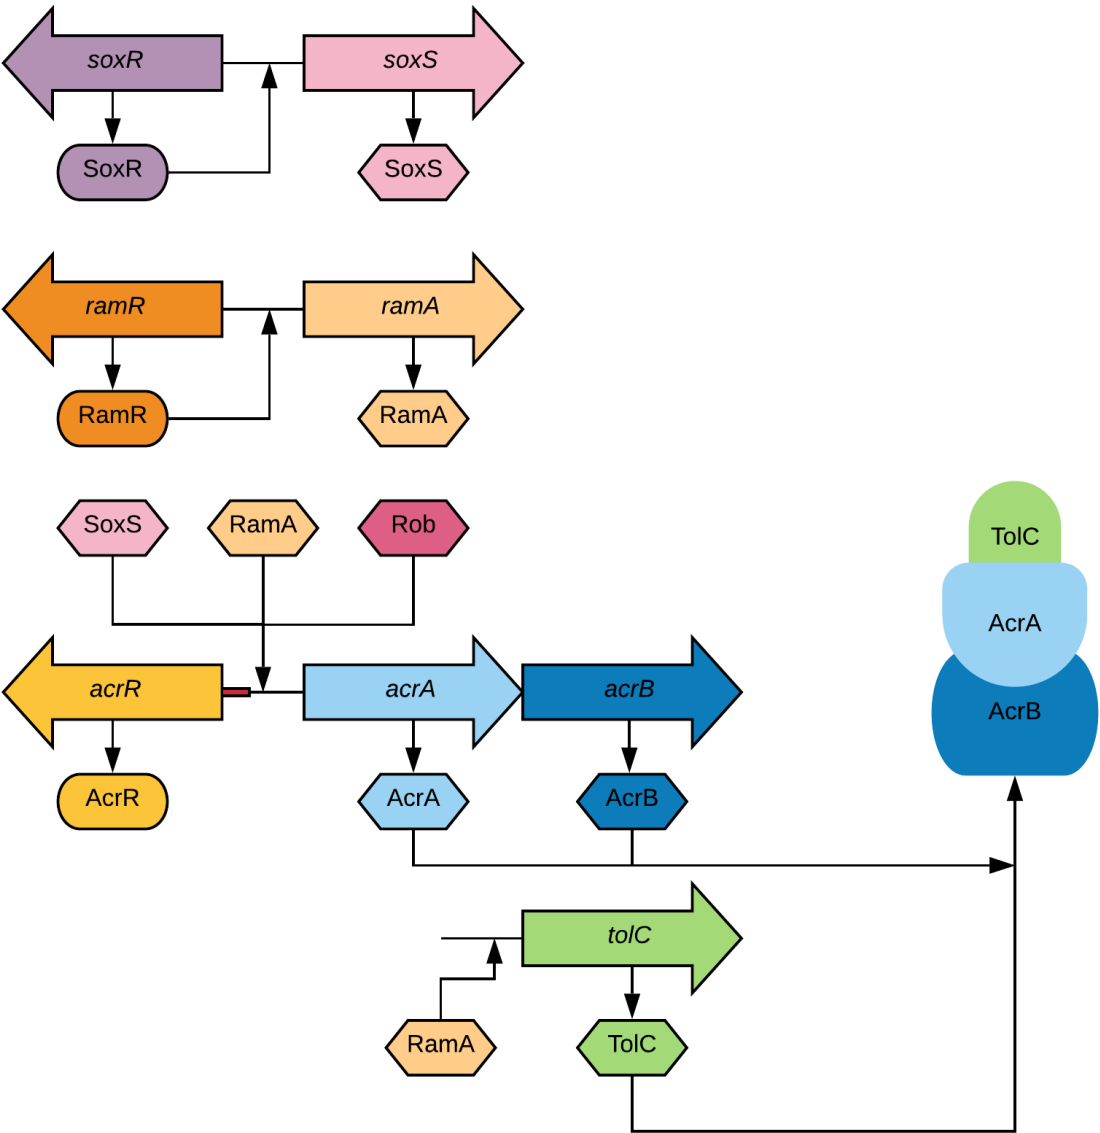 soxR
soxS
SoxR
SoxS
ramR
ramA
RamR
RamA
SoxS
RamA
Rob
TolC
AcrA
acrR
acrA
acrB
AcrB
AcrR
AcrA
AcrB
tolC
RamA
TolC